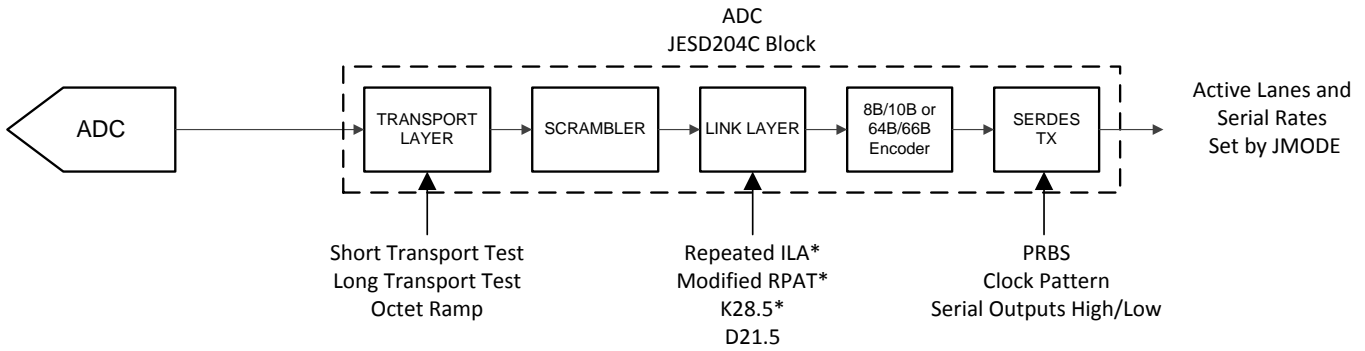 ADC
JESD204C Block
ADC
TRANSPORT
LAYER
SCRAMBLER
LINK LAYER
8B/10B or
64B/66B
Encoder
SERDES
TX
Active Lanes and
Serial Rates
Set by JMODE
Short Transport Test
Long Transport Test
Octet Ramp
Repeated ILA*
Modified RPAT*
K28.5*
D21.5
PRBS
Clock Pattern
Serial Outputs High/Low